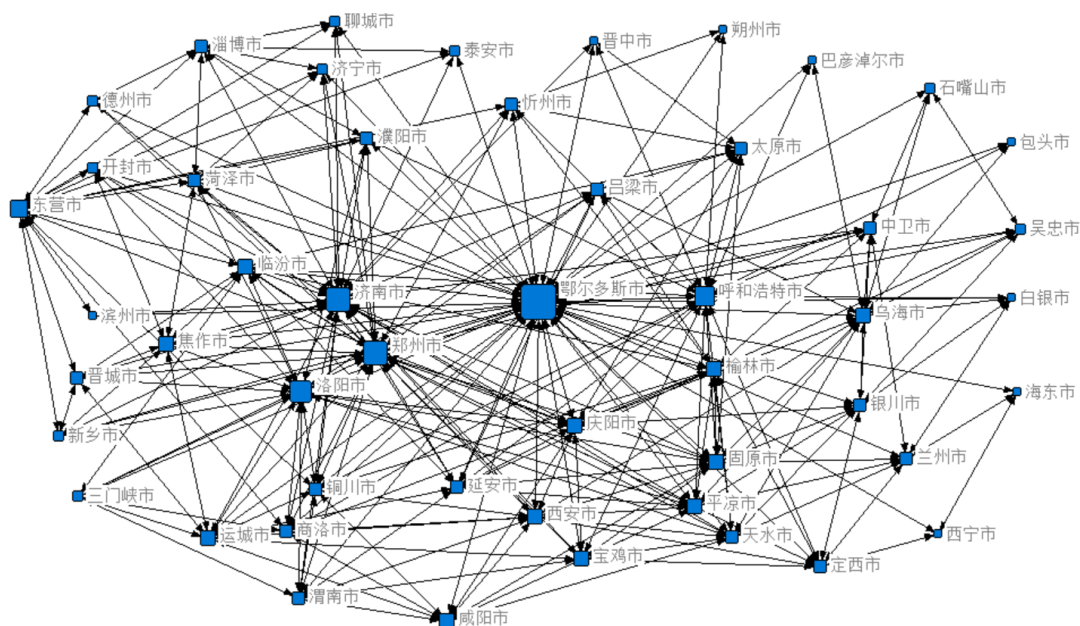 聊城市
淄博市
泰安市
晋中市
朔州市
巴彦淖尔市
济宁市
石嘴山市
德州市
忻州市
濮阳市
包头市
太原市
开封市
菏泽市
吕梁市
东营市
中卫市
吴忠市
临汾市
济南市
鄂尔多斯市
呼和浩特市
白银市
滨州市
乌海市
焦作市
郑州市
榆林市
晋城市
洛阳市
海东市
银川市
庆阳市
新乡市
固原市
兰州市
三门峡市
铜川市
延安市
平凉市
西安市
运城市
商洛市
天水市
西宁市
宝鸡市
定西市
渭南市
咸阳市